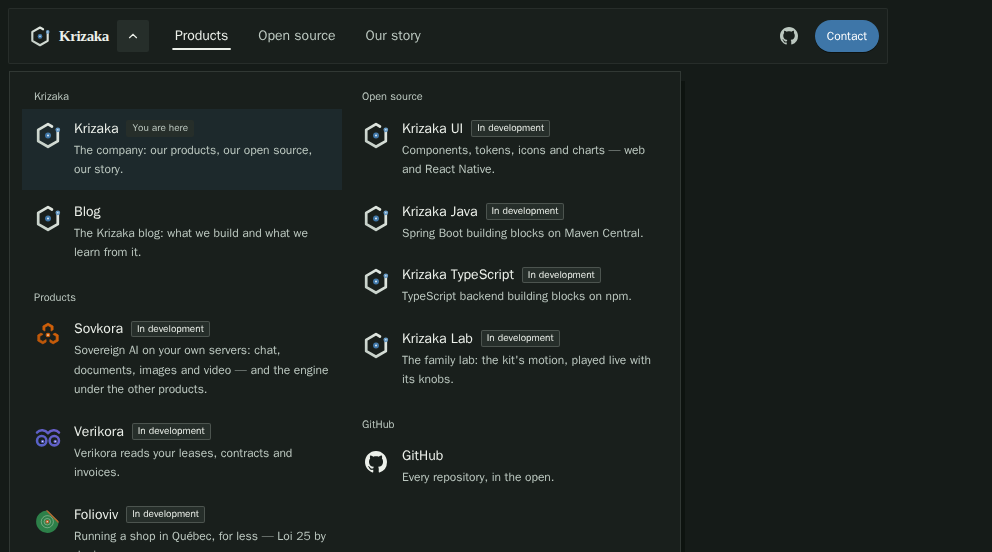 Krizaka
Products
Open source
Our story
Contact
Krizaka
Krizaka You are here
The company: our products, our open source,
our story.
Blog
The Krizaka blog: what we build and what we
learn from it.
Products
Sovkora In development
Sovereign AI on your own servers: chat,
documents, images and video — and the engine
under the other products.
Verikora In development
Verikora reads your leases, contracts and
invoices.
Folioviv In development
Running a shop in Québec, for less — Loi 25 by
Open source
Krizaka UI In development
Components, tokens, icons and charts — web
and React Native.
Krizaka Java In development
Spring Boot building blocks on Maven Central.
Krizaka TypeScript In development
TypeScript backend building blocks on npm.
Krizaka Lab In development
The family lab: the kit's motion, played live with
its knobs.
GitHub
GitHub
Every repository, in the open.